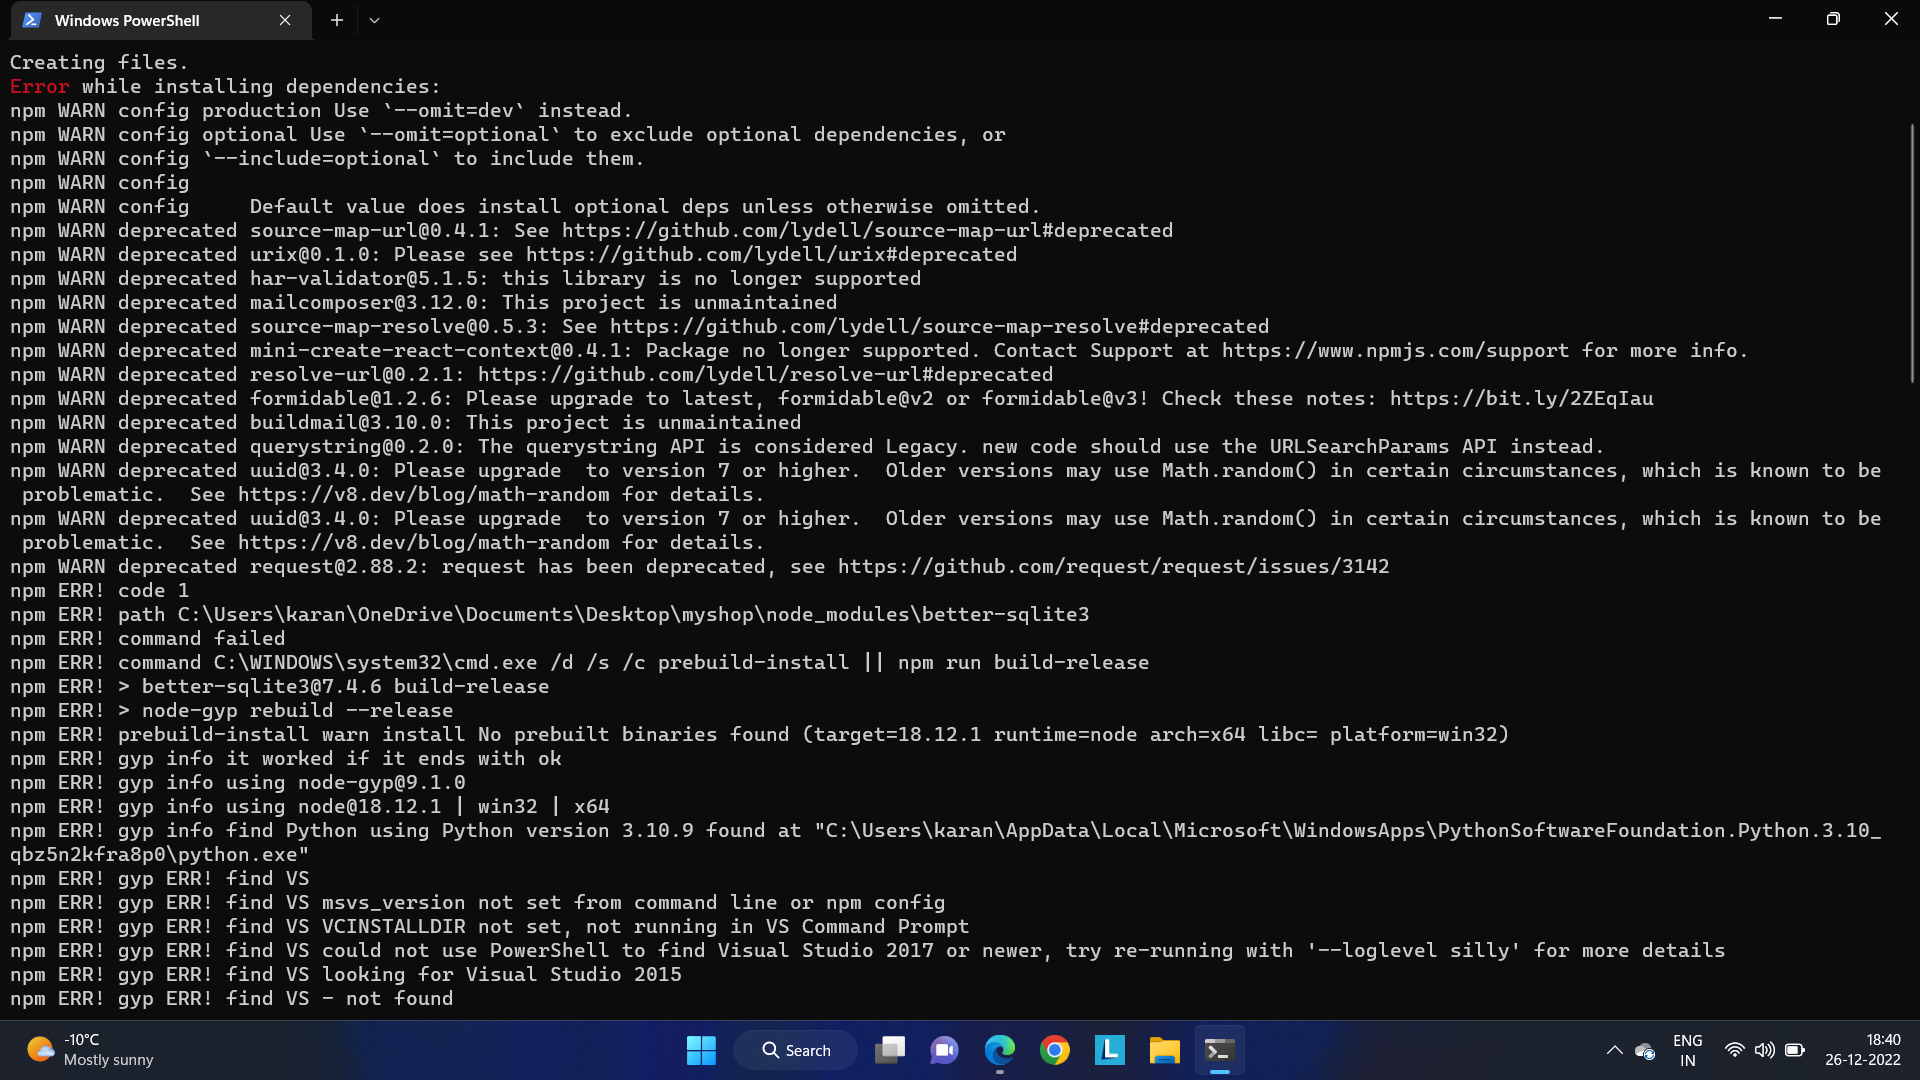 Windows PowerShell
Creating files.
Error while installing dependencies:
npm WARN config production Use `--omit=dev` instead.
npm WARN config optional Use `--omit=optional` to exclude optional dependencies, or
npm WARN config `--include=optional` to include them.
npm WARN config
npm WARN config     Default value does install optional deps unless otherwise omitted.
npm WARN deprecated source-map-url@0.4.1: See https://github.com/lydell/source-map-url#deprecated
npm WARN deprecated urix@0.1.0: Please see https://github.com/lydell/urix#deprecated
npm WARN deprecated har-validator@5.1.5: this library is no longer supported
npm WARN deprecated mailcomposer@3.12.0: This project is unmaintained
npm WARN deprecated source-map-resolve@0.5.3: See https://github.com/lydell/source-map-resolve#deprecated
npm WARN deprecated mini-create-react-context@0.4.1: Package no longer supported. Contact Support at https://www.npmjs.com/support for more info.
npm WARN deprecated resolve-url@0.2.1: https://github.com/lydell/resolve-url#deprecated
npm WARN deprecated formidable@1.2.6: Please upgrade to latest, formidable@v2 or formidable@v3! Check these notes: https://bit.ly/2ZEqIau
npm WARN deprecated buildmail@3.10.0: This project is unmaintained
npm WARN deprecated querystring@0.2.0: The querystring API is considered Legacy. new code should use the URLSearchParams API instead.
npm WARN deprecated uuid@3.4.0: Please upgrade  to version 7 or higher.  Older versions may use Math.random() in certain circumstances, which is known to be
 problematic.  See https://v8.dev/blog/math-random for details.
npm WARN deprecated uuid@3.4.0: Please upgrade  to version 7 or higher.  Older versions may use Math.random() in certain circumstances, which is known to be
 problematic.  See https://v8.dev/blog/math-random for details.
npm WARN deprecated request@2.88.2: request has been deprecated, see https://github.com/request/request/issues/3142
npm ERR! code 1
npm ERR! path C:\Users\karan\OneDrive\Documents\Desktop\myshop\node_modules\better-sqlite3
npm ERR! command failed
npm ERR! command C:\WINDOWS\system32\cmd.exe /d /s /c prebuild-install || npm run build-release
npm ERR! > better-sqlite3@7.4.6 build-release
npm ERR! > node-gyp rebuild --release
npm ERR! prebuild-install warn install No prebuilt binaries found (target=18.12.1 runtime=node arch=x64 libc= platform=win32)
npm ERR! gyp info it worked if it ends with ok
npm ERR! gyp info using node-gyp@9.1.0
npm ERR! gyp info using node@18.12.1 | win32 | x64
npm ERR! gyp info find Python using Python version 3.10.9 found at "C:\Users\karan\AppData\Local\Microsoft\WindowsApps\PythonSoftwareFoundation.Python.3.10_
qbz5n2kfra8p0\python.exe"
npm ERR! gyp ERR! find VS
npm ERR! gyp ERR! find VS msvs_version not set from command line or npm config
npm ERR! gyp ERR! find VS VCINSTALLDIR not set, not running in VS Command Prompt
npm ERR! gyp ERR! find VS could not use PowerShell to find Visual Studio 2017 or newer, try re-running with '--loglevel silly' for more details
npm ERR! gyp ERR! find VS looking for Visual Studio 2015
npm ERR! gyp ERR! find VS - not found
-10°C
Mostly sunny
Search
L
ENG
IN
18:40
26-12-2022